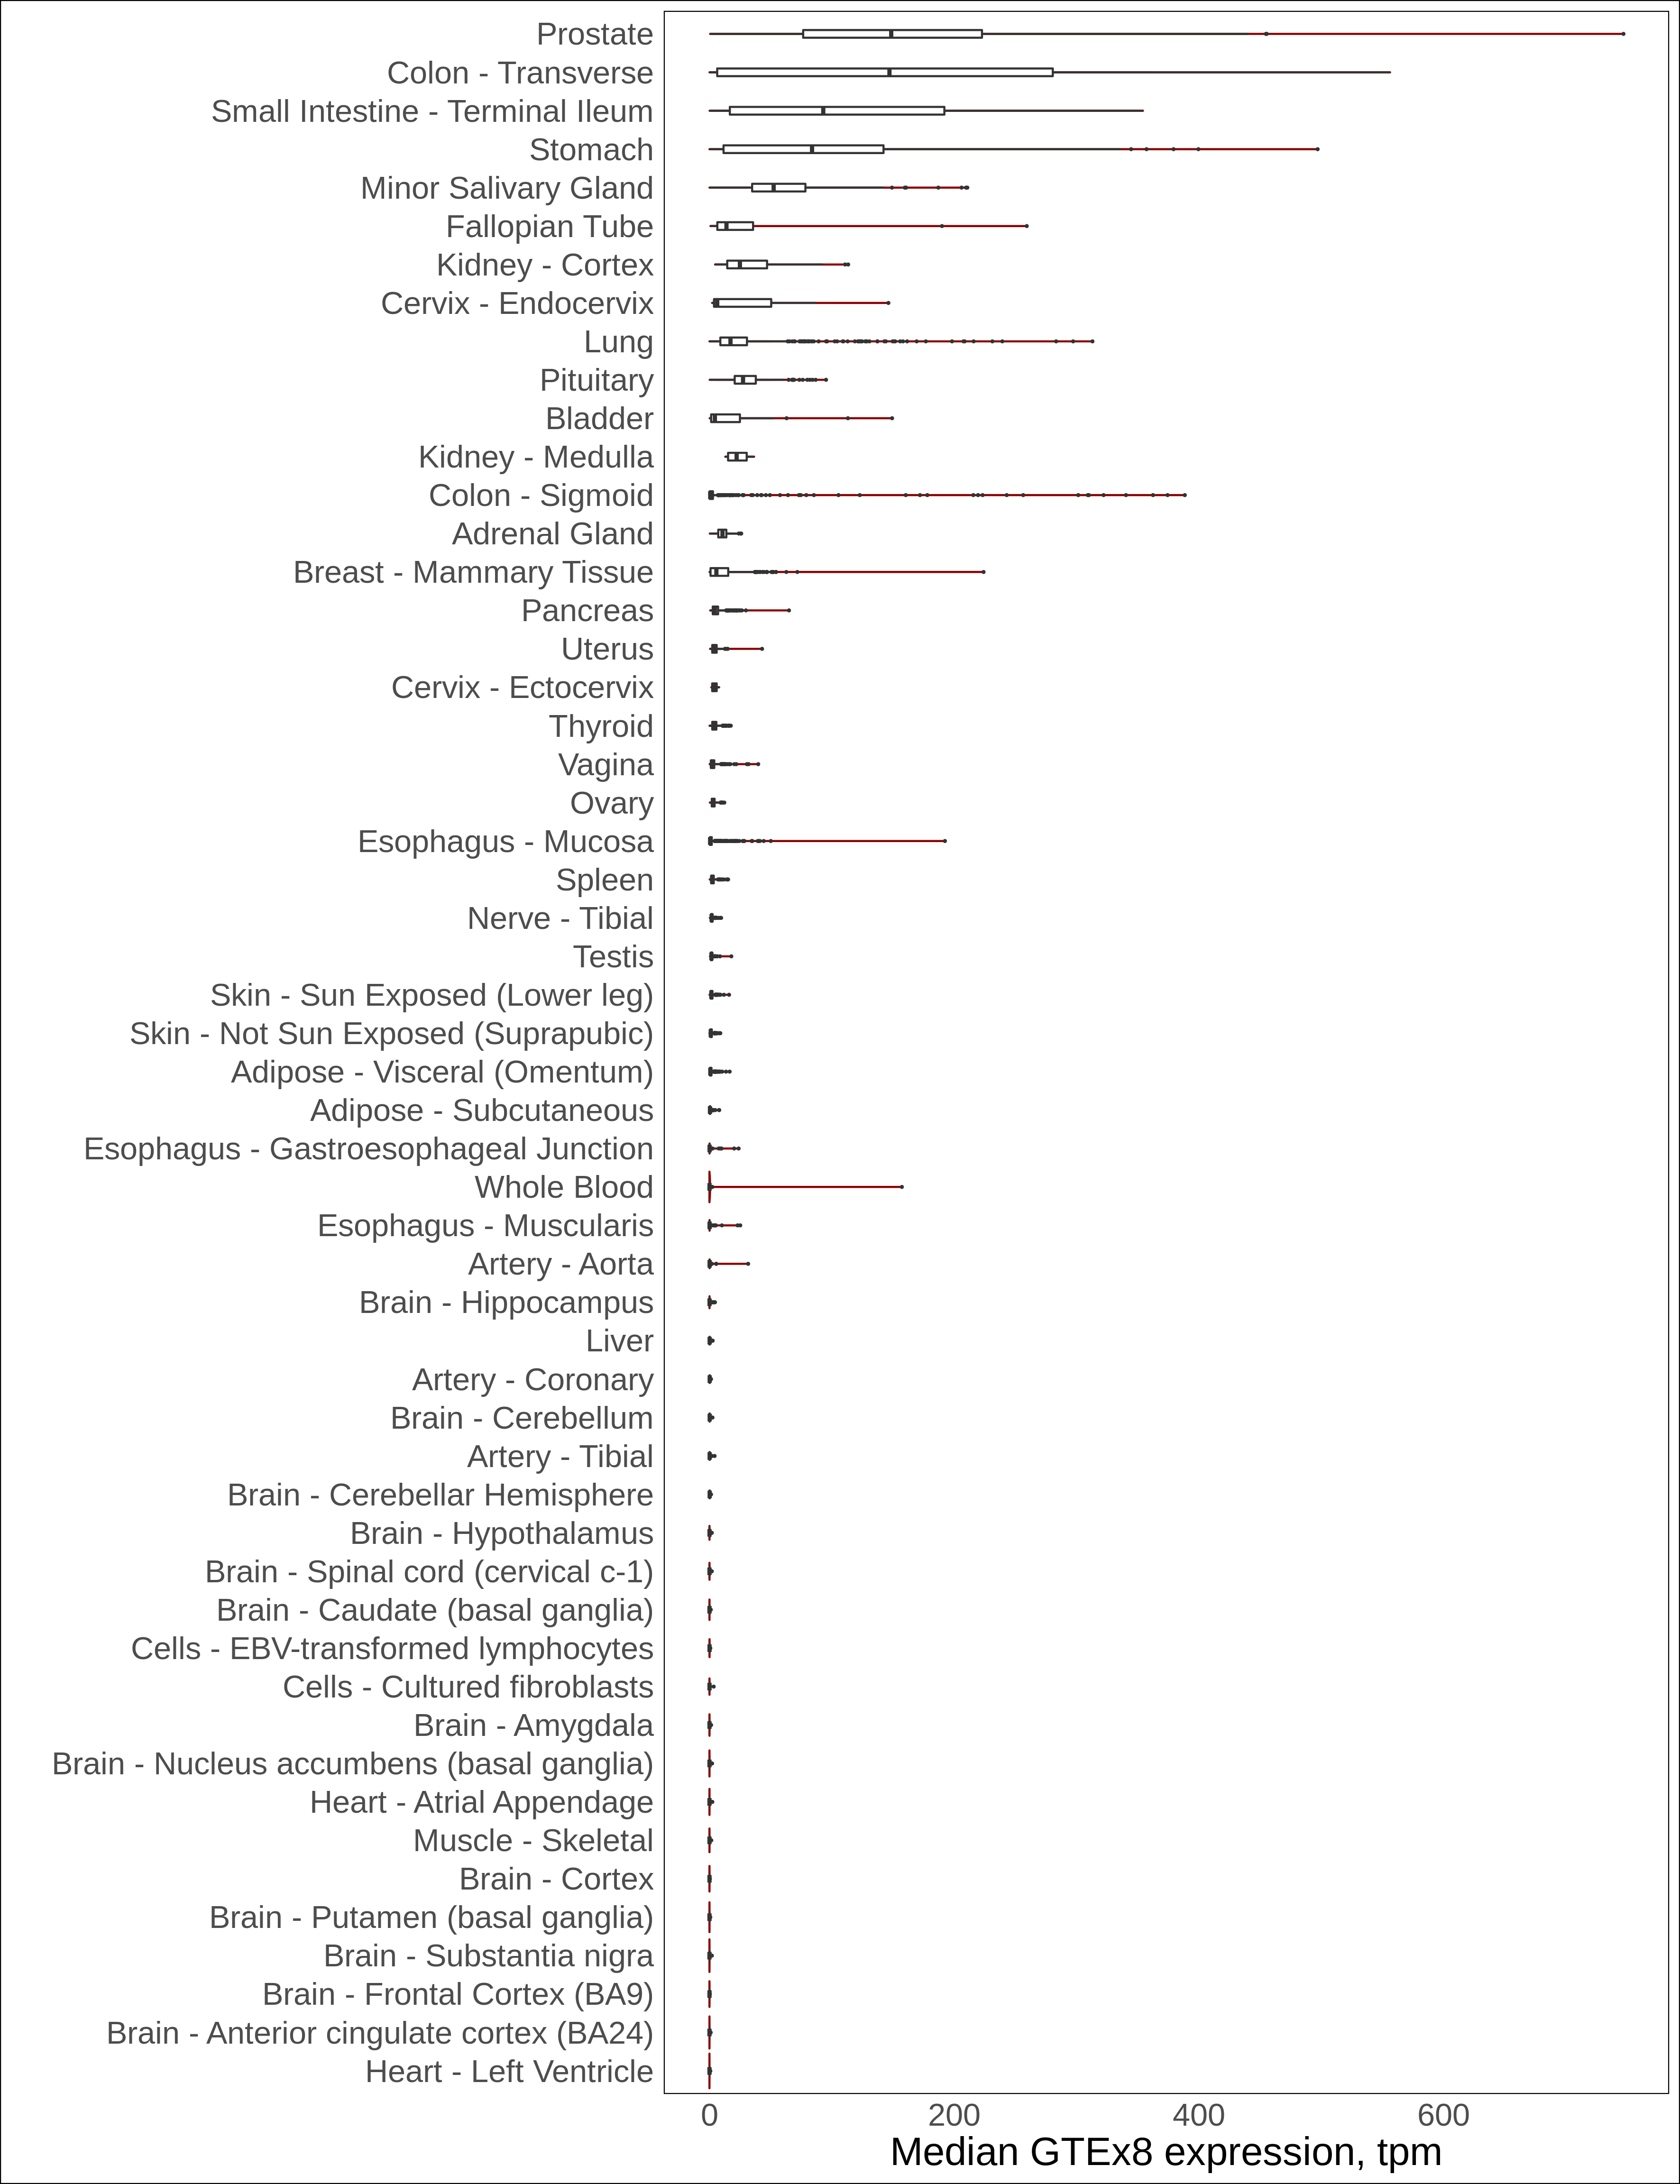 Prostate
Colon - Transverse
Small Intestine - Terminal Ileum
Stomach
Minor Salivary Gland
Fallopian Tube
Kidney - Cortex
Cervix - Endocervix
Lung
Pituitary
Bladder
Kidney - Medulla
Colon - Sigmoid
Adrenal Gland
Breast - Mammary Tissue
Pancreas
Uterus
Cervix - Ectocervix
Thyroid
Vagina
Ovary
Esophagus - Mucosa
Spleen
Nerve - Tibial
Testis
Skin - Sun Exposed (Lower leg)
Skin - Not Sun Exposed (Suprapubic)
Adipose - Visceral (Omentum)
Adipose - Subcutaneous
Esophagus - Gastroesophageal Junction
Whole Blood
Esophagus - Muscularis
Artery - Aorta
Brain - Hippocampus
Liver
Artery - Coronary
Brain - Cerebellum
Artery - Tibial
Brain - Cerebellar Hemisphere
Brain - Hypothalamus
Brain - Spinal cord (cervical c-1)
Brain - Caudate (basal ganglia)
Cells - EBV-transformed lymphocytes
Cells - Cultured fibroblasts
Brain - Amygdala
Brain - Nucleus accumbens (basal ganglia)
Heart - Atrial Appendage
Muscle - Skeletal
Brain - Cortex
Brain - Putamen (basal ganglia)
Brain - Substantia nigra
Brain - Frontal Cortex (BA9)
Brain - Anterior cingulate cortex (BA24)
Heart - Left Ventricle
0 200 400 600
Median GTEx8 expression, tpm